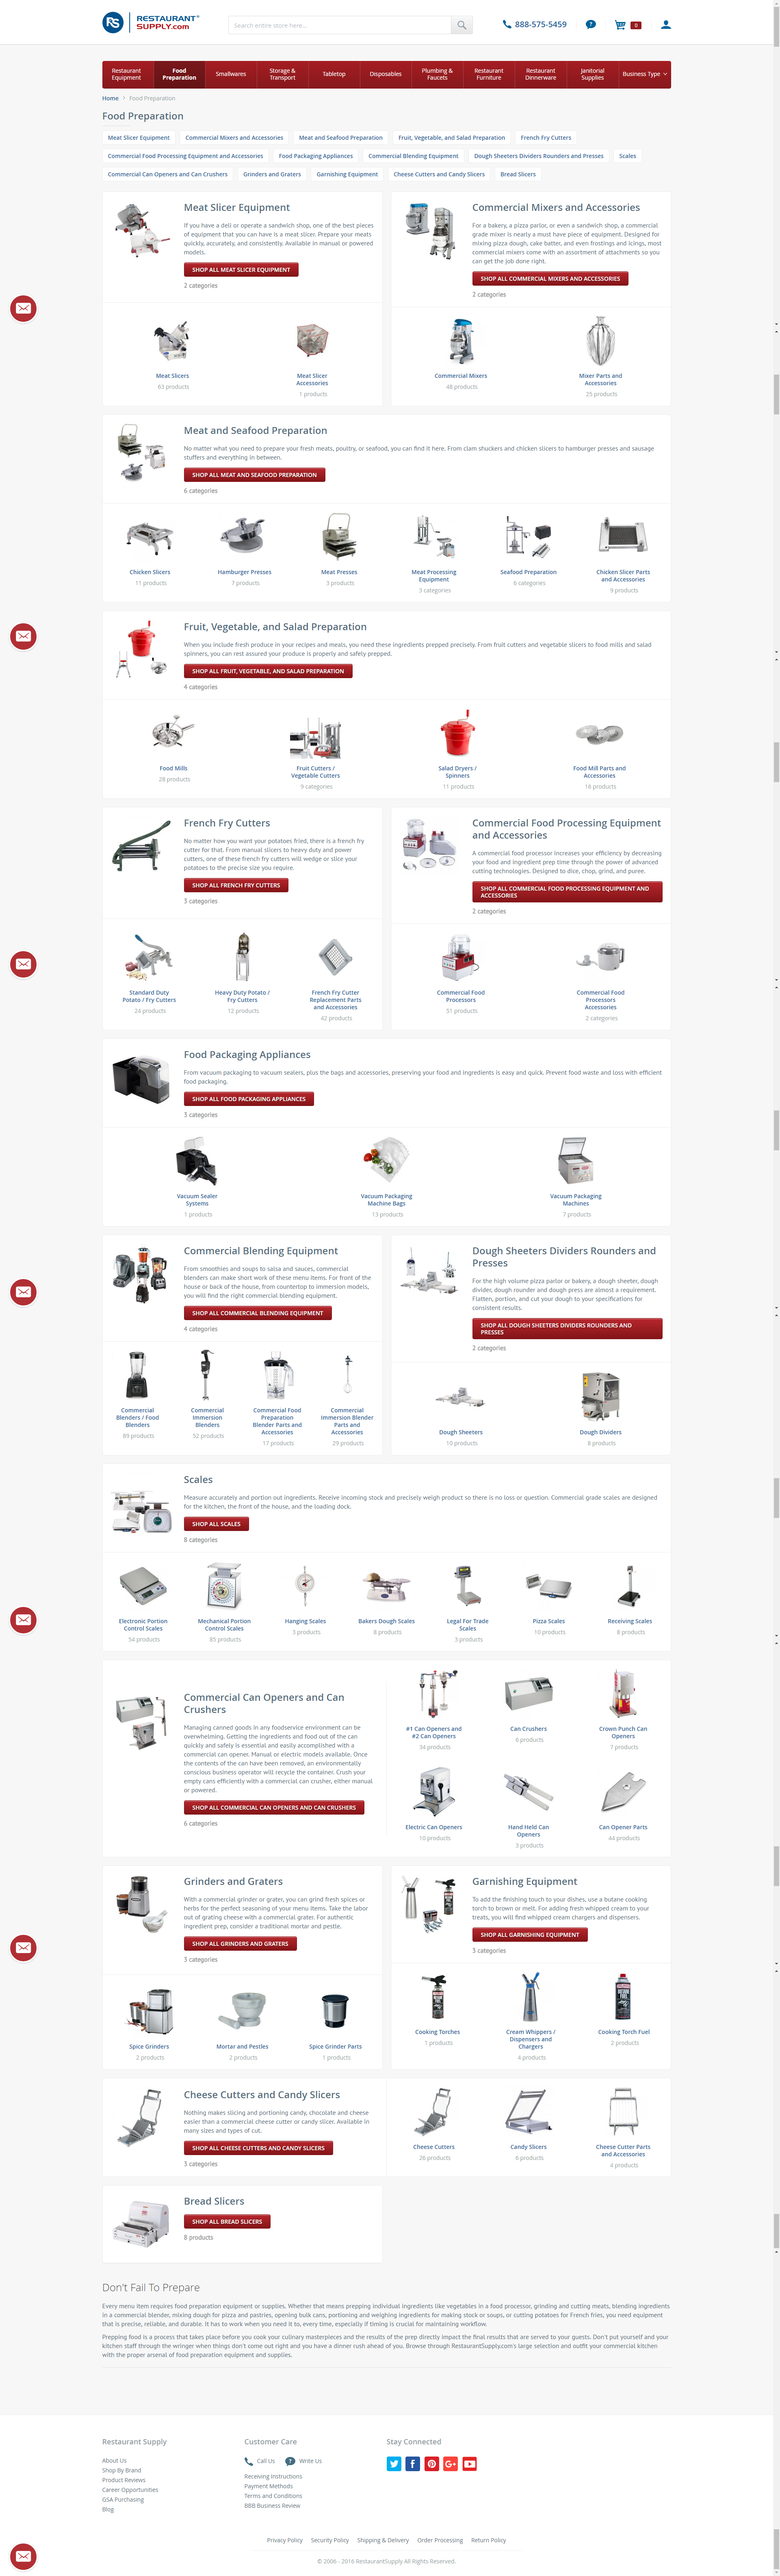 RS RESTAURANT
SUPPLY.com
Search entire store here...
888-575-5459
?
0
Restaurant Equipment
Food Preparation
Smallwares
Storage & Transport
Tabletop
Disposables
Plumbing & Faucets
Restaurant Furniture
Restaurant Dinnerware
Janitorial Supplies
Business Type
Home Food Preparation
Food Preparation
Meat Slicer Equipment
Commercial Mixers and Accessories
Meat and Seafood Preparation
Fruit, Vegetable, and Salad Preparation
French Fry Cutters
Commercial Food Processing Equipment and Accessories
Food Packaging Appliances
Commercial Blending Equipment
Dough Sheeters Dividers Rounders and Presses
Scales
Commercial Can Openers and Can Crushers
Grinders and Graters
Garnishing Equipment
Cheese Cutters and Candy Slicers
Bread Slicers
Meat Slicer Equipment
If you have a deli or operate a sandwich shop, one of the best pieces
of equipment that you can have is a meat slicer. Prepare your meats
quickly, accurately, and consistently. Available in manual or powered
models.
SHOP ALL MEAT SLICER EQUIPMENT
2 categories
Meat Slicers
63 products
Meat Slicer
Accessories
1 products
Commercial Mixers and Accessories
For a bakery, a pizza parlor, or even a sandwich shop, a commercial
grade mixer is nearly a must have piece of equipment. Designed for
mixing pizza dough, cake batter, and even frostings and icings, most
commercial mixers come with an assortment of attachments so you
can get the job done right.
SHOP ALL COMMERCIAL MIXERS AND ACCESSORIES
2 categories
Commercial Mixers
48 products
Mixer Parts and
Accessories
25 products
Meat and Seafood Preparation
No matter what you need to prepare your fresh meats, poultry, or seafood, you can find it here. From clam shuckers and chicken slicers to hamburger presses and sausage
stuffers and everything in between.
SHOP ALL MEAT AND SEAFOOD PREPARATION
6 categories
Chicken Slicers
11 products
Hamburger Presses
7 products
Meat Presses
3 products
Meat Processing
Equipment
3 categories
Seafood Preparation
6 categories
Chicken Slicer Parts
and Accessories
9 products
Fruit, Vegetable, and Salad Preparation
When you include fresh produce in your recipes and meals, you need these ingredients prepped precisely. From fruit cutters and vegetable slicers to food mills and salad
spinners, you can rest assured your produce is properly and safely prepped.
SHOP ALL FRUIT, VEGETABLE, AND SALAD PREPARATION
4 categories
Food Mills
28 products
Fruit Cutters /
Vegetable Cutters
9 categories
Salad Dryers /
Spinners
11 products
Food Mill Parts and
Accessories
16 products
French Fry Cutters
No matter how you want your potatoes fried, there is a french fry
cutter for that. From manual slicers to heavy duty and power
cutters, one of these french fry cutters will wedge or slice your
potatoes to the precise size you require.
SHOP ALL FRENCH FRY CUTTERS
3 categories
Standard Duty
Potato / Fry Cutters
24 products
Heavy Duty Potato /
Fry Cutters
12 products
French Fry Cutter
Replacement Parts
and Accessories
42 products
Commercial Food Processing Equipment
and Accessories
A commercial food processor increases your efficiency by decreasing
your food and ingredient prep time through the power of advanced
cutting technologies. Designed to dice, chop, grind, and puree.
SHOP ALL COMMERCIAL FOOD PROCESSING EQUIPMENT AND
ACCESSORIES
2 categories
Commercial Food
Processors
51 products
Commercial Food
Processors
Accessories
2 categories
Food Packaging Appliances
From vacuum packaging to vacuum sealers, plus the bags and accessories, preserving your food and ingredients is easy and quick. Prevent food waste and loss with efficient
food packaging.
SHOP ALL FOOD PACKAGING APPLIANCES
3 categories
Vacuum Sealer
Systems
1 products
Vacuum Packaging
Machine Bags
13 products
Vacuum Packaging
Machines
7 products
Commercial Blending Equipment
From smoothies and soups to salsa and sauces, commercial
blenders can make short work of these menu items. For front of the
house or back of the house, from countertop to immersion models,
you will find the right commercial blending equipment.
SHOP ALL COMMERCIAL BLENDING EQUIPMENT
4 categories
Commercial
Blenders / Food
Blenders
89 products
Commercial
Immersion
Blenders
52 products
Commercial Food
Preparation
Blender Parts and
Accessories
17 products
Commercial
Immersion Blender
Parts and
Accessories
29 products
Dough Sheeters Dividers Rounders and
Presses
For the high volume pizza parlor or bakery, a dough sheeter, dough
divider, dough rounder and dough press are almost a requirement.
Flatten, portion, and cut your dough to your specifications for
consistent results.
SHOP ALL DOUGH SHEETERS DIVIDERS ROUNDERS AND
PRESSES
2 categories
Dough Sheeters
10 products
Dough Dividers
8 products
Scales
Measure accurately and portion out ingredients. Receive incoming stock and precisely weigh product so there is no loss or question. Commercial grade scales are designed
for the kitchen, the front of the house, and the loading dock.
SHOP ALL SCALES
8 categories
Electronic Portion
Control Scales
54 products
Mechanical Portion
Control Scales
85 products
Hanging Scales
3 products
Bakers Dough Scales
8 products
Legal For Trade
Scales
3 products
Pizza Scales
10 products
Receiving Scales
8 products
Commercial Can Openers and Can
Crushers
Managing canned goods in any foodservice environment can be
overwhelming. Getting the ingredients and food out of the can
quickly and safely is essential and easily accomplished with a
commercial can opener. Manual or electric models available. Once
the contents of the can have been removed, an environmentally
conscious business operator will recycle the container. Crush your
empty cans efficiently with a commercial can crusher, either manual
or powered.
SHOP ALL COMMERCIAL CAN OPENERS AND CAN CRUSHERS
6 categories
#1 Can Openers and
#2 Can Openers
34 products
Can Crushers
6 products
Crown Punch Can
Openers
7 products
Electric Can Openers
10 products
Hand Held Can
Openers
3 products
Can Opener Parts
44 products
Grinders and Graters
With a commercial grinder or grater, you can grind fresh spices or
herbs for the perfect seasoning of your menu items. Take the labor
out of grating cheese with a commercial grater. For authentic
ingredient prep, consider a traditional mortar and pestle.
SHOP ALL GRINDERS AND GRATERS
3 categories
Spice Grinders
2 products
Mortar and Pestles
2 products
Spice Grinder Parts
1 products
Garnishing Equipment
To add the finishing touch to your dishes, use a butane cooking
torch to brown or melt. For adding fresh whipped cream to your
treats, you will find whipped cream chargers and dispensers.
SHOP ALL GARNISHING EQUIPMENT
3 categories
Cooking Torches
1 products
Cream Whippers /
Dispensers and
Chargers
4 products
Cooking Torch Fuel
2 products
Cheese Cutters and Candy Slicers
Nothing makes slicing and portioning candy, chocolate and cheese
easier than a commercial cheese cutter or candy slicer. Available in
many sizes and types of cut.
SHOP ALL CHEESE CUTTERS AND CANDY SLICERS
3 categories
Cheese Cutters
26 products
Candy Slicers
6 products
Cheese Cutter Parts
and Accessories
4 products
Bread Slicers
SHOP ALL BREAD SLICERS
8 products
Don't Fail To Prepare
Every menu item requires food preparation equipment or supplies. Whether that means prepping individual ingredients like vegetables in a food processor, grinding and cutting meats, blending ingredients
in a commercial blender, mixing dough for pizza and pastries, opening bulk cans, portioning and weighing ingredients for making stock or soups, or cutting potatoes for French fries, you need equipment
that is precise, reliable, and durable. It has to work when you need it to, every time, especially if timing is crucial for maintaining workflow.
Prepping food is a process that takes place before you cook your culinary masterpieces and the results of the prep directly impact the final results that are served to your guests. Don't put yourself and your
kitchen staff through the wringer when things don't come out right and you have a dinner rush ahead of you. Browse through RestaurantSupply.com's large selection and outfit your commercial kitchen
with the proper arsenal of food preparation equipment and supplies.
Restaurant Supply
About Us
Shop By Brand
Product Reviews
Career Opportunities
GSA Purchasing
Blog
Customer Care
Call Us
? Write Us
Receiving Instructions
Payment Methods
Terms and Conditions
BBB Business Review
Stay Connected
Privacy Policy Security Policy Shipping & Delivery Order Processing Return Policy
© 2006 - 2016 RestaurantSupply All Rights Reserved.